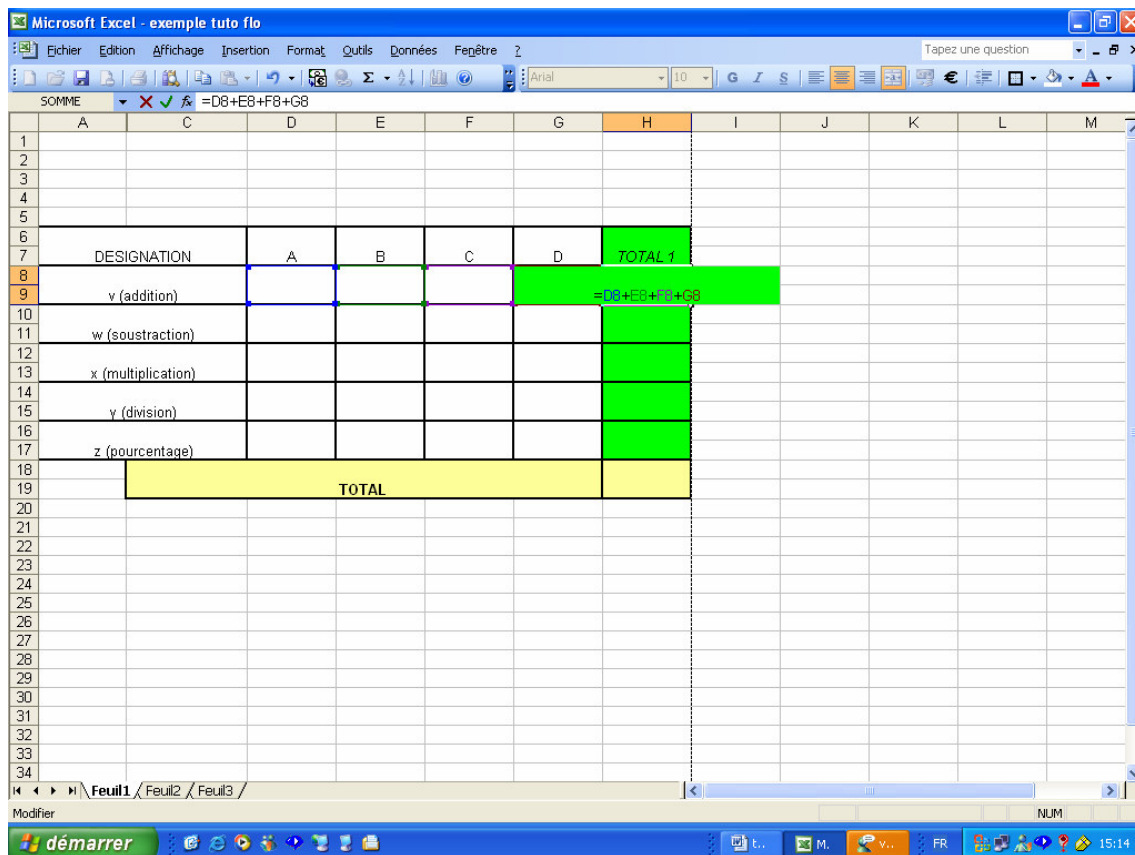 Microsoft Excel - exemple tuto flo
Fichier Edition Affichage Insertion Format Outils Données Fenêtre ? Tapez une question
Arial 10 G I S
SOMME =D8+E8+F8+G8
A C D E F G H I J K L M
1
2
3
4
5
6
7 DESIGNATION A B C D TOTAL 1
8
9 v (addition) =D8+E8+F8+G8
10
11 w (soustraction)
12
13 x (multiplication)
14
15 y (division)
16
17 z (pourcentage)
18
19 TOTAL
20
21
22
23
24
25
26
27
28
29
30
31
32
33
34
Feuil1 Feuil2 Feuil3
Modifier NUM
démarrer t.. M. v.. FR 15:14